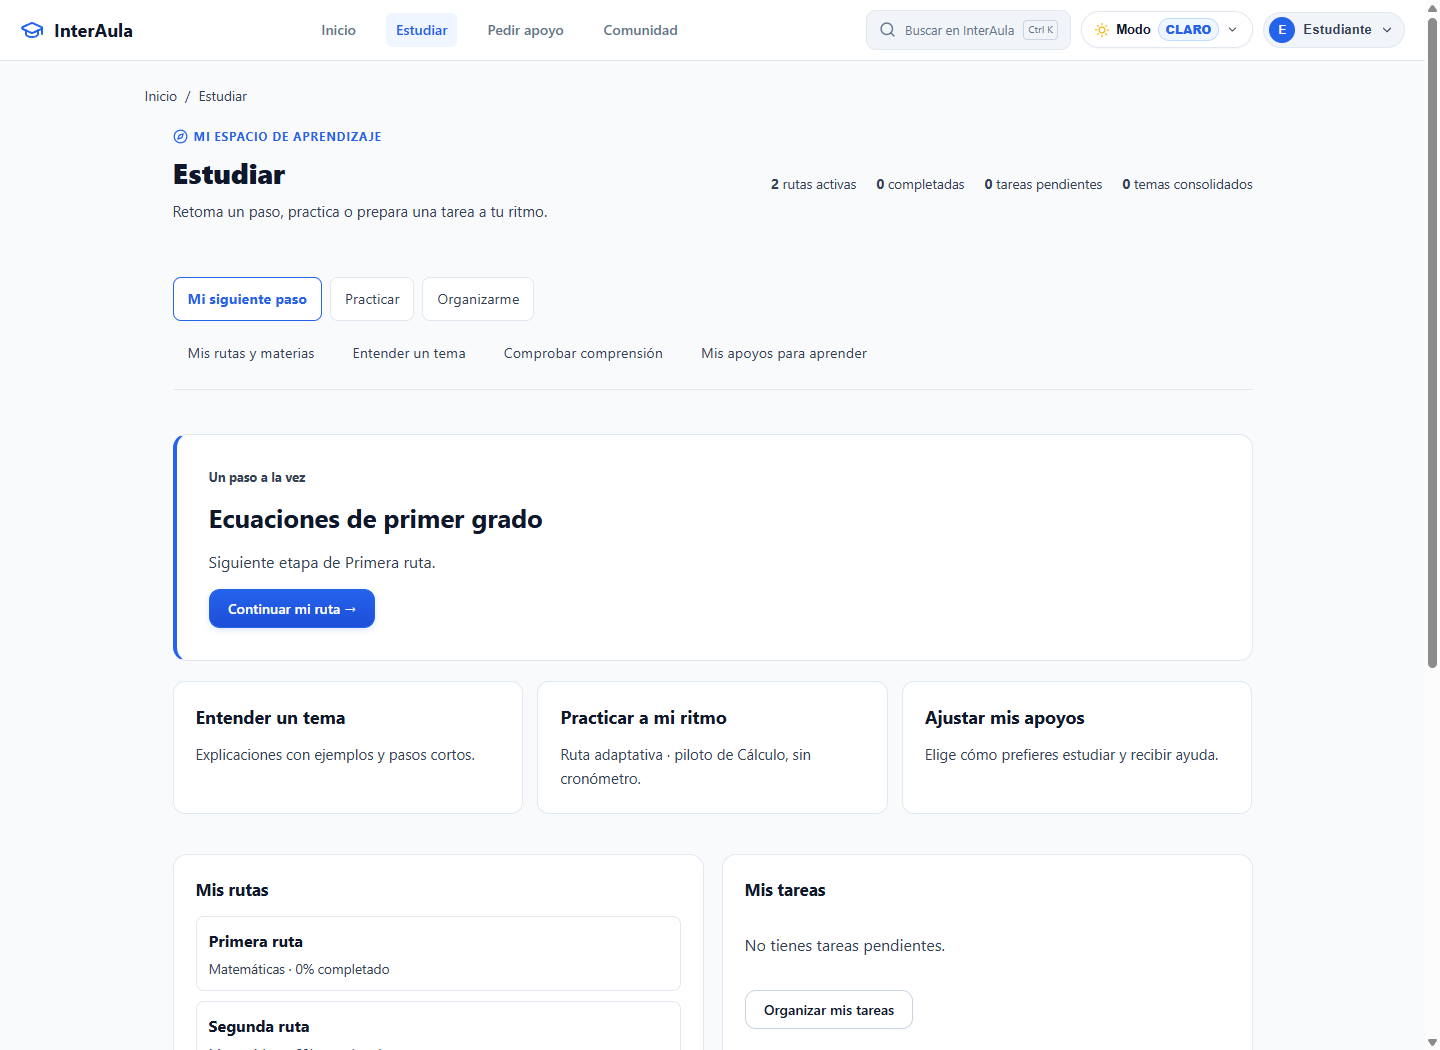 InterAula
Inicio
Estudiar
Pedir apoyo
Comunidad
Buscar en InterAula
Ctrl K
Modo
CLARO
E
Estudiante
Inicio / Estudiar
MI ESPACIO DE APRENDIZAJE
Estudiar
Retoma un paso, practica o prepara una tarea a tu ritmo.
2 rutas activas
0 completadas
0 tareas pendientes
0 temas consolidados
Mi siguiente paso
Practicar
Organizarme
Mis rutas y materias
Entender un tema
Comprobar comprensión
Mis apoyos para aprender
Un paso a la vez
Ecuaciones de primer grado
Siguiente etapa de Primera ruta.
Continuar mi ruta →
Entender un tema
Explicaciones con ejemplos y pasos cortos.
Practicar a mi ritmo
Ruta adaptativa · piloto de Cálculo, sin
cronómetro.
Ajustar mis apoyos
Elige cómo prefieres estudiar y recibir ayuda.
Mis rutas
Primera ruta
Matemáticas · 0% completado
Segunda ruta
Mis tareas
No tienes tareas pendientes.
Organizar mis tareas